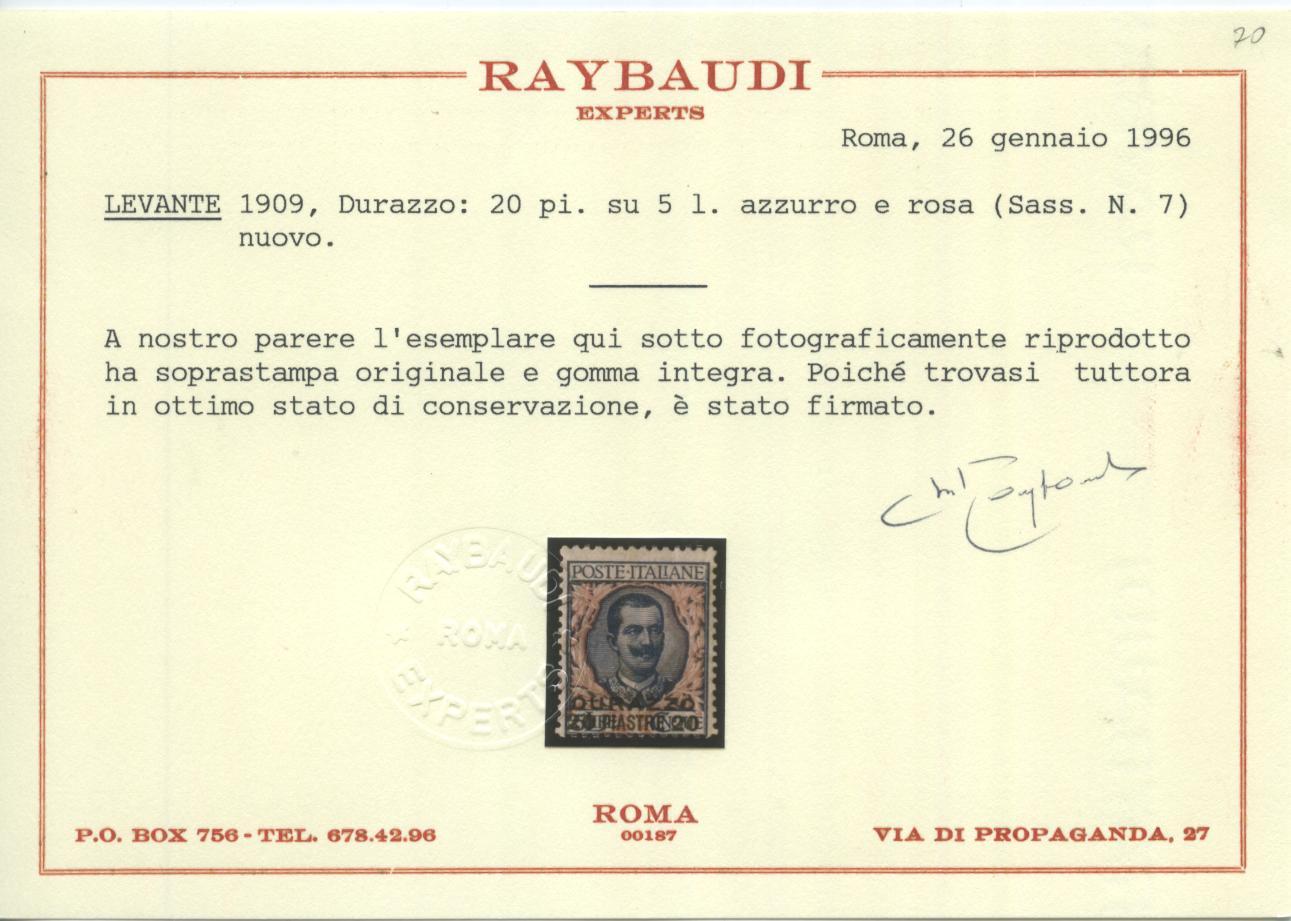 70
RAYBAUDI
EXPERTS
Roma, 26 gennaio 1996
LEVANTE 1909, Durazzo: 20 pi. su 5 l. azzurro e rosa (Sass. N. 7)
nuovo.
A nostro parere l'esemplare qui sotto fotograficamente riprodotto
ha soprastampa originale e gomma integra. Poiché trovasi tuttora
in ottimo stato di conservazione, è stato firmato.
RAYBAUDI
ROMA
EXPERTS
POSTE·ITALIANE
DURAZZO
20 PIASTRE 20
ROMA
00187
P.O. BOX 756 - TEL. 678.42.96
VIA DI PROPAGANDA, 27